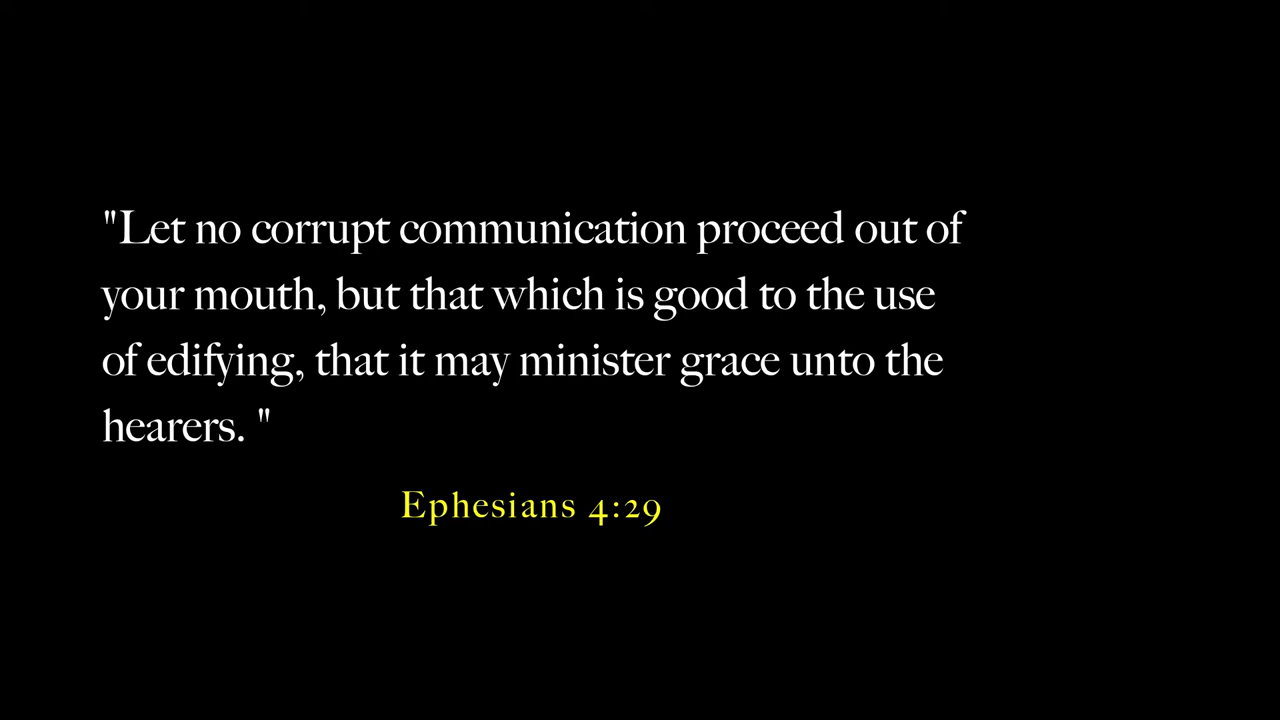 "Let no corrupt communication proceed out of
your mouth, but that which is good to the use
of edifying, that it may minister grace unto the
hearers. "
Ephesians 4:29